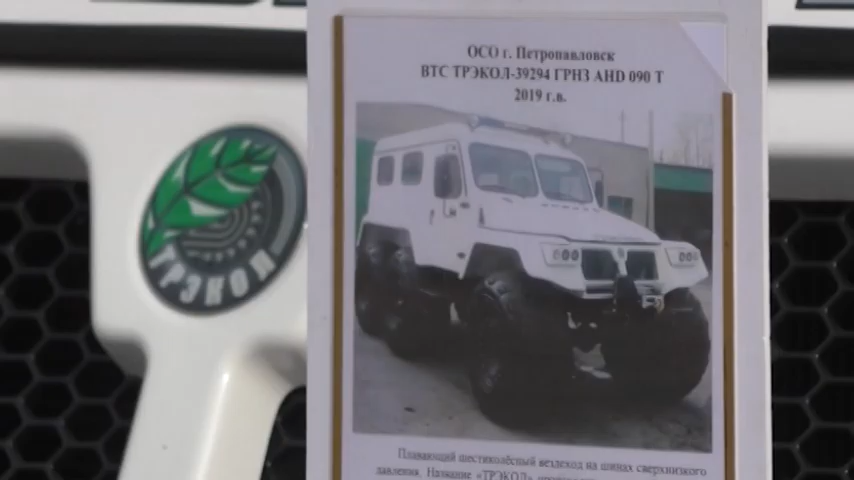 ОСО г. Петропавловск
ВТС ТРЭКОЛ-39294 ГРНЗ AHD 090 T
2019 г.в.
ТРЭКОЛ
Плавающий шестиколёсный вездеход на шинах сверхнизкого
давления. Название «ТРЭКОЛ»